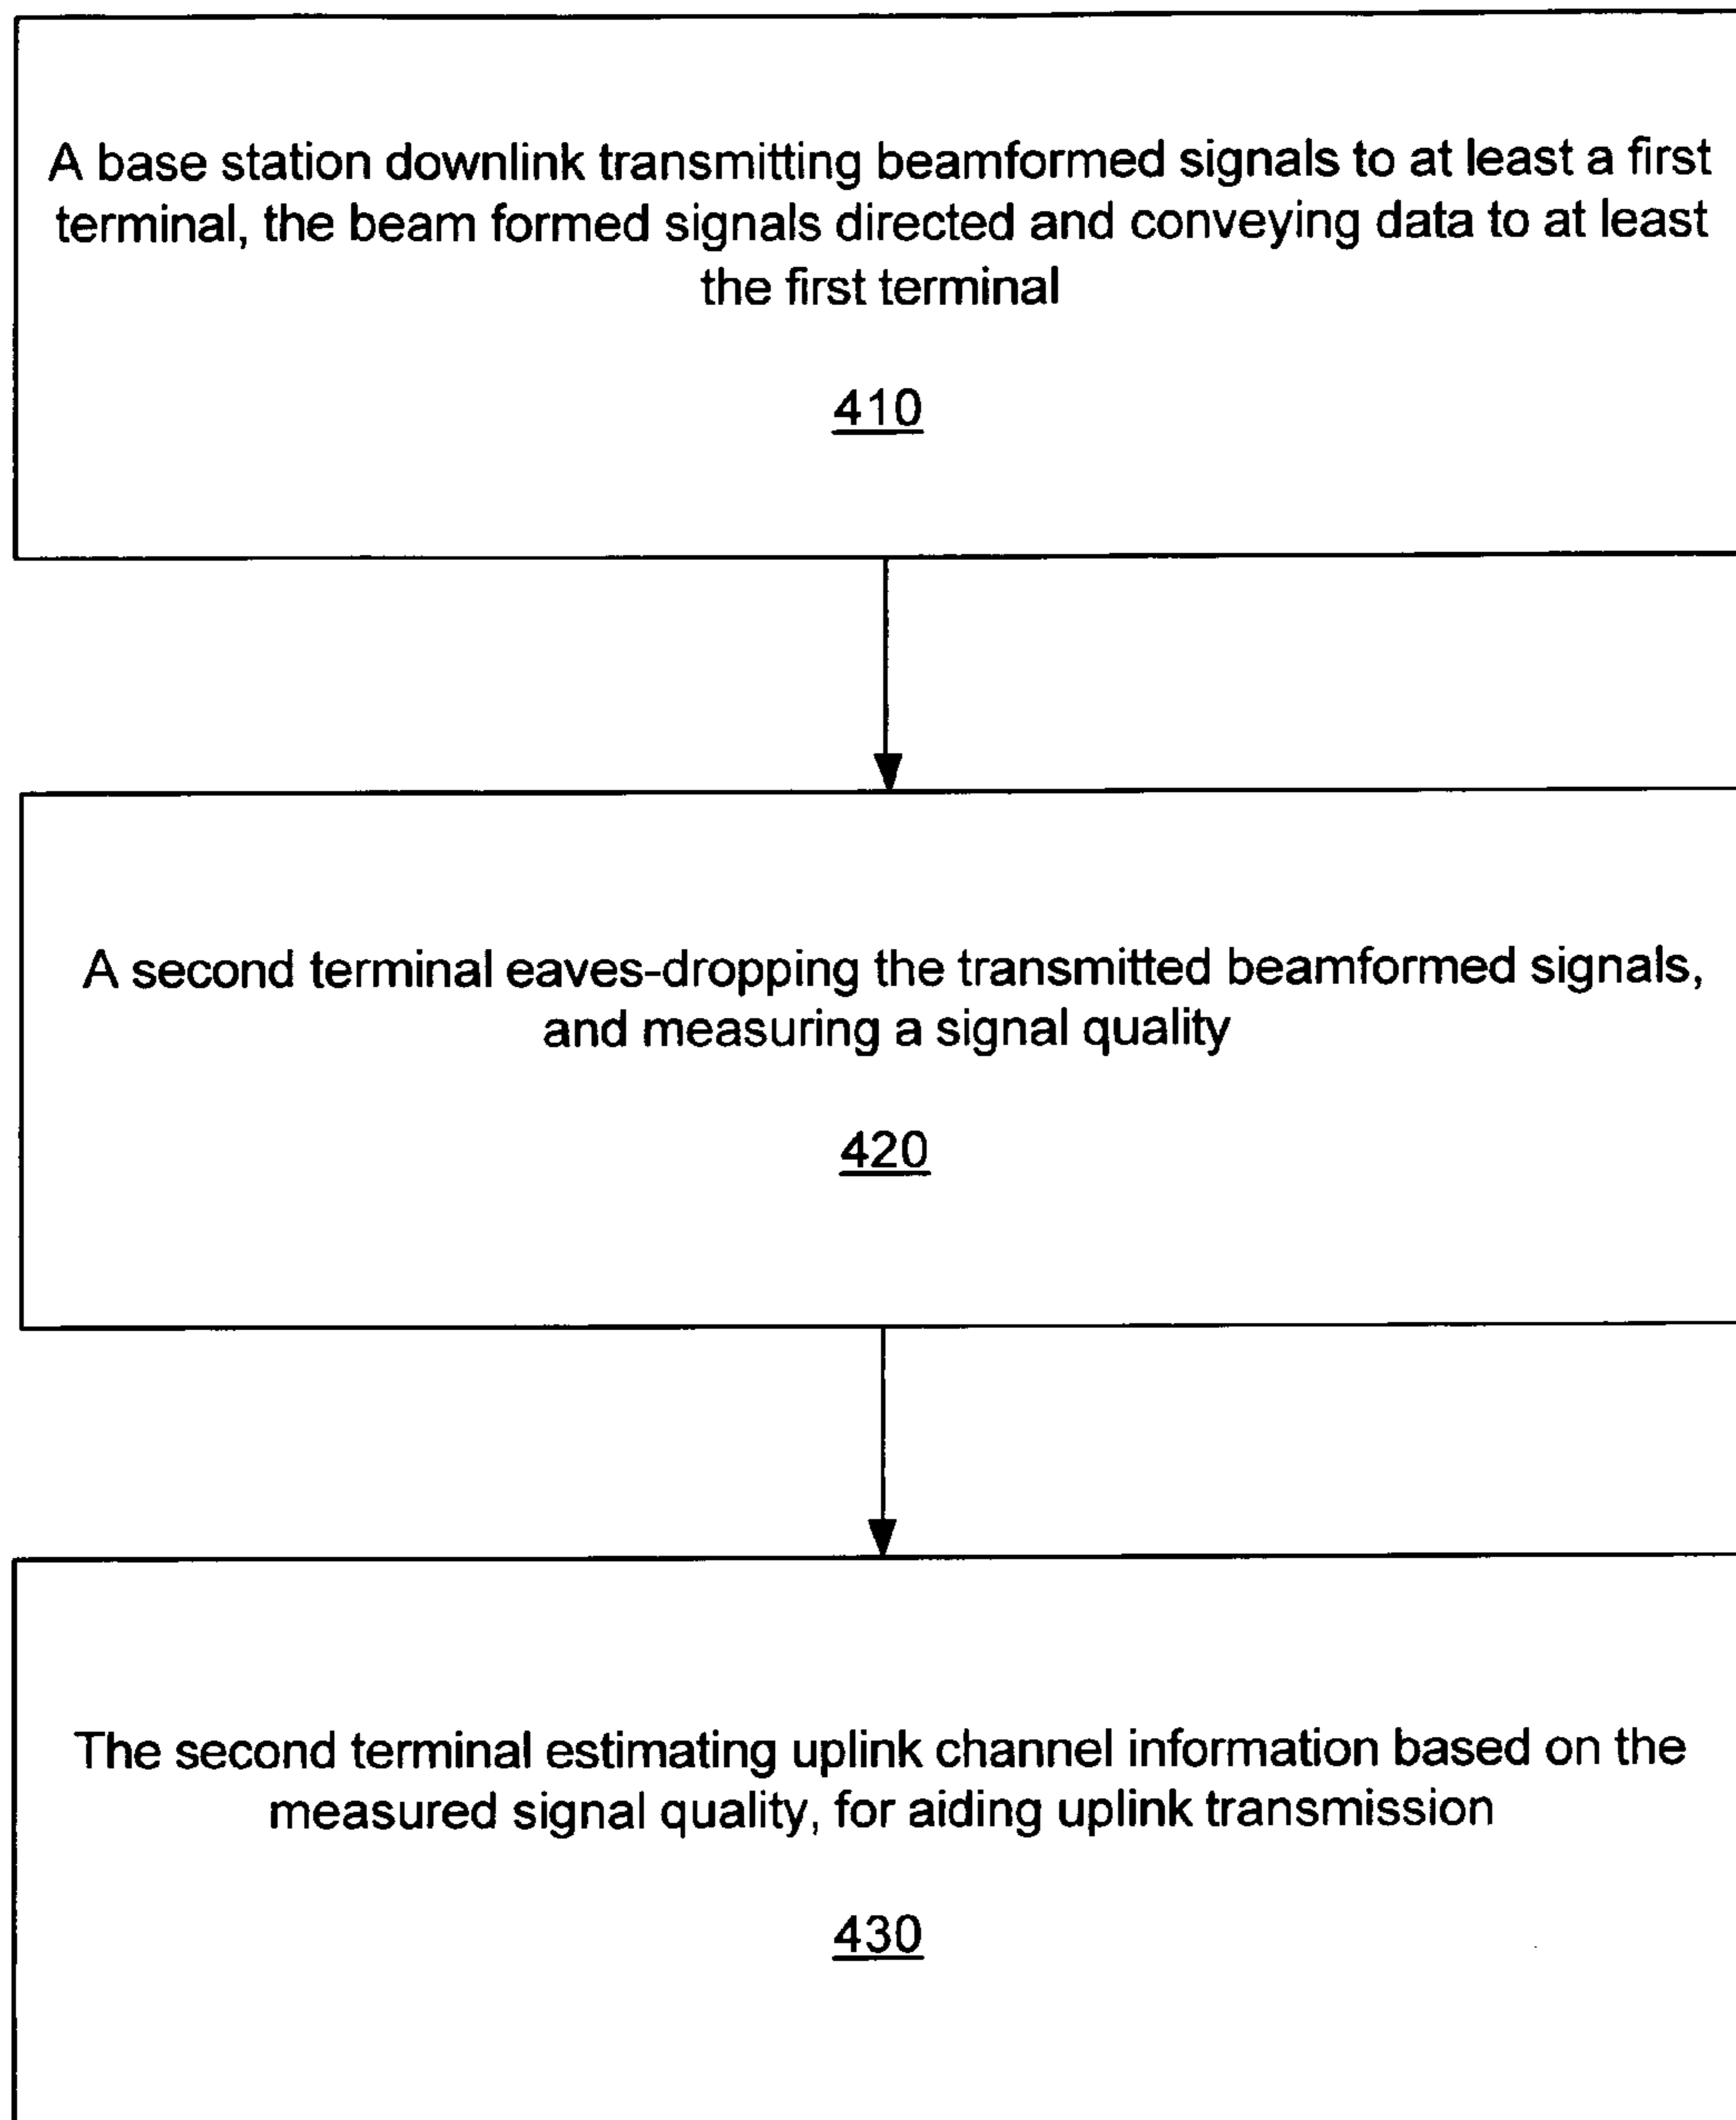 A base station downlink transmitting beamformed signals to at least a first
terminal, the beam formed signals directed and conveying data to at least
the first terminal
410
A second terminal eaves-dropping the transmitted beamformed signals,
and measuring a signal quality
420
The second terminal estimating uplink channel information based on the
measured signal quality, for aiding uplink transmission
430